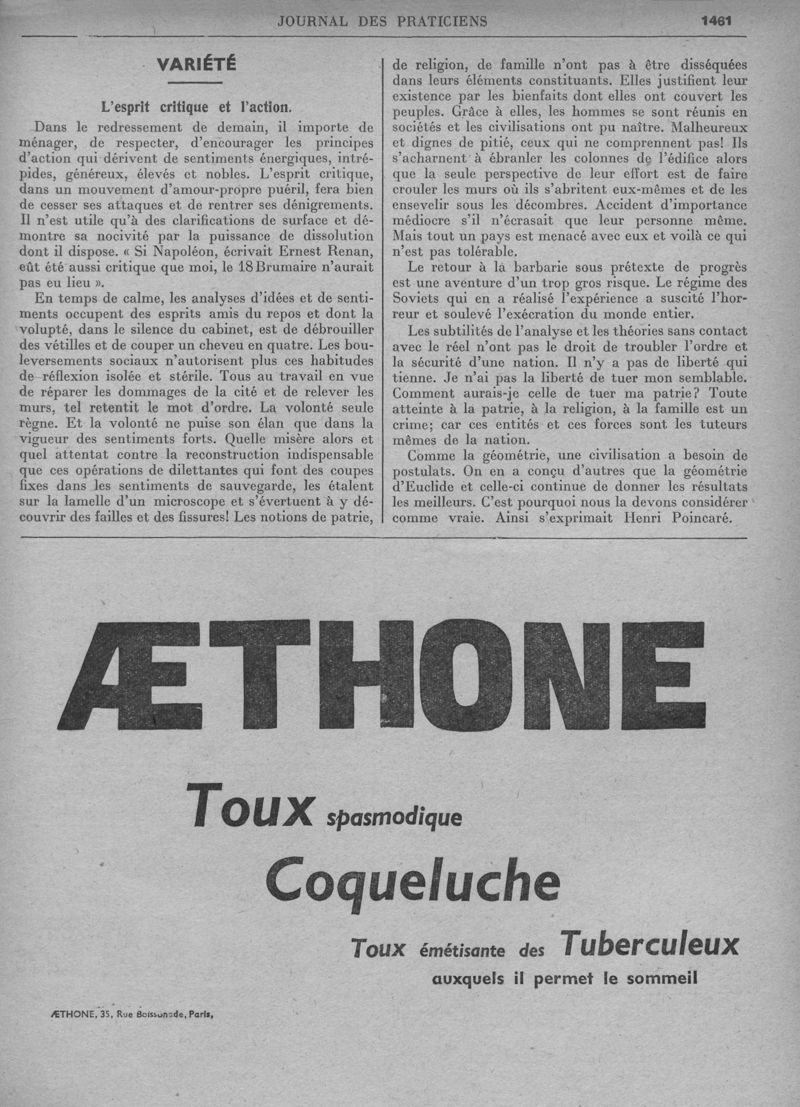 JOURNAL DES PRATICIENS 1461
VARIÉTÉ
L'esprit critique et l'action.
Dans le redressement de demain, il importe de
ménager, de respecter, d'encourager les principes
d'action qui dérivent de sentiments énergiques, intré-
pides, généreux, élevés et nobles. L'esprit critique,
dans un mouvement d'amour-propre puéril, fera bien
de cesser ses attaques et de rentrer ses dénigrements.
Il n'est utile qu'à des clarifications de surface et dé-
montre sa nocivité par la puissance de dissolution
dont il dispose. « Si Napoléon, écrivait Ernest Renan,
eût été aussi critique que moi, le 18 Brumaire n'aurait
pas eu lieu ».
En temps de calme, les analyses d'idées et de senti-
ments occupent des esprits amis du repos et dont la
volupté, dans le silence du cabinet, est de débrouiller
des vétilles et de couper un cheveu en quatre. Les bou-
leversements sociaux n'autorisent plus ces habitudes
de réflexion isolée et stérile. Tous au travail en vue
de réparer les dommages de la cité et de relever les
murs, tel retentit le mot d'ordre. La volonté seule
règne. Et la volonté ne puise son élan que dans la
vigueur des sentiments forts. Quelle misère alors et
quel attentat contre la reconstruction indispensable
que ces opérations de dilettantes qui font des coupes
fixes dans les sentiments de sauvegarde, les étalent
sur la lamelle d'un microscope et s'évertuent à y dé-
couvrir des failles et des fissures! Les notions de patrie,
de religion, de famille n'ont pas à être disséquées
dans leurs éléments constituants. Elles justifient leur
existence par les bienfaits dont elles ont couvert les
peuples. Grâce à elles, les hommes se sont réunis en
sociétés et les civilisations ont pu naître. Malheureux
et dignes de pitié, ceux qui ne comprennent pas! Ils
s'acharnent à ébranler les colonnes de l'édifice alors
que la seule perspective de leur effort est de faire
crouler les murs où ils s'abritent eux-mêmes et de les
ensevelir sous les décombres. Accident d'importance
médiocre s'il n'écrasait que leur personne même.
Mais tout un pays est menacé avec eux et voilà ce qui
n'est pas tolérable.
Le retour à la barbarie sous prétexte de progrès
est une aventure d'un trop gros risque. Le régime des
Soviets qui en a réalisé l'expérience a suscité l'hor-
reur et soulevé l'exécration du monde entier.
Les subtilités de l'analyse et les théories sans contact
avec le réel n'ont pas le droit de troubler l'ordre et
la sécurité d'une nation. Il n'y a pas de liberté qui
tienne. Je n'ai pas la liberté de tuer mon semblable.
Comment aurais-je celle de tuer ma patrie? Toute
atteinte à la patrie, à la religion, à la famille est un
crime; car ces entités et ces forces sont les tuteurs
mêmes de la nation.
Comme la géométrie, une civilisation a besoin de
postulats. On en a conçu d'autres que la géométrie
d'Euclide et celle-ci continue de donner les résultats
les meilleurs. C'est pourquoi nous la devons considérer
comme vraie. Ainsi s'exprimait Henri Poincaré.
ÆTHONE
Toux spasmodique
Coqueluche
Toux émétisante des Tuberculeux
auxquels il permet le sommeil
ÆTHONE, 35, Rue Boissonade, Paris,